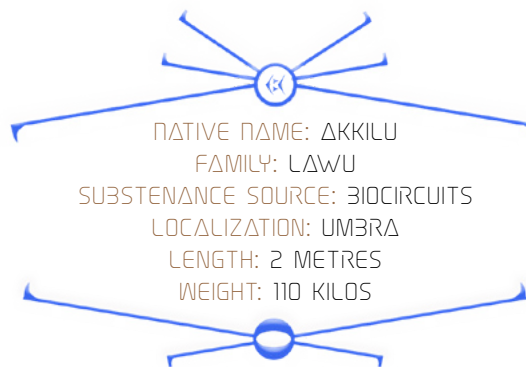 NATIVE NAME: AKKILU
FAMILY: LAWU
SUBSTENANCE SOURCE: BIOCIRCUITS
LOCALIZATION: UMBRA
LENGTH: 2 METRES
WEIGHT: 110 KILOS